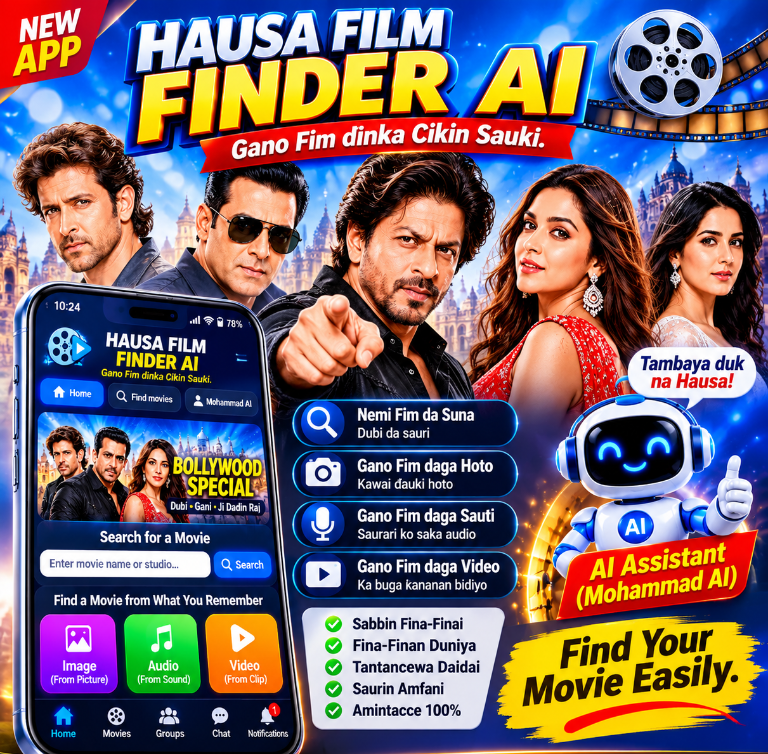 NEW
APP
HAUSA FILM
FINDER AI
Gano Fim dinka Cikin Sauki.
10:24
78%
HAUSA FILM
FINDER AI
Gano Fim dinka Cikin Sauki.
Home
Find movies
Mohammad AI
BOLLYWOOD
SPECIAL
Dubi • Gani • Ji Dadin Raj
Search for a Movie
Enter movie name or studio...
Search
Find a Movie from What You Remember
Image
(From Picture)
Audio
(From Sound)
Video
(From Clip)
Home
Movies
Groups
Chat
1
Notifications
Nemi Fim da Suna
Dubi da sauri
Gano Fim daga Hoto
Kawai ɗauki hoto
Gano Fim daga Sauti
Saurari ko saka audio
Gano Fim daga Video
Ka buga kananan bidiyo
Sabbin Fina-Finai
Fina-Finan Duniya
Tantancewa Daidai
Saurin Amfani
Amintacce 100%
Tambaya duk
na Hausa!
AI
AI Assistant
(Mohammad AI)
Find Your
Movie Easily.